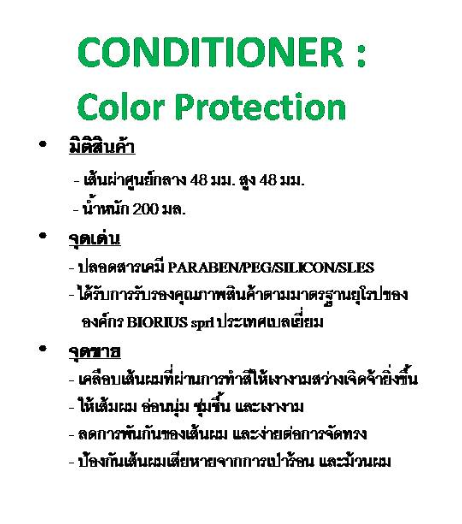 CONDITIONER :
Color Protection
• มิติสินค้า
- เส้นผ่าศูนย์กลาง 48 มม. สูง 48 มม.
- น้ำหนัก 200 มล.
• จุดเด่น
- ปลอดสารเคมี PARABEN/PEG/SILICON/SLES
- ได้รับการรับรองคุณภาพสินค้าตามมาตรฐานยุโรปของ
องค์กร BIORIUS sprl ประเทศเบลเยี่ยม
• จุดขาย
- เคลือบเส้นผมที่ผ่านการทำสีให้เงางามสว่างเจิดจ้ายิ่งขึ้น
- ให้เส้มผม อ่อนนุ่ม ชุ่มชื้น และเงางาม
- ลดการพันกันของเส้นผม และง่ายต่อการจัดทรง
- ป้องกันเส้นผมเสียหายจากการเป่าร้อน และม้วนผม